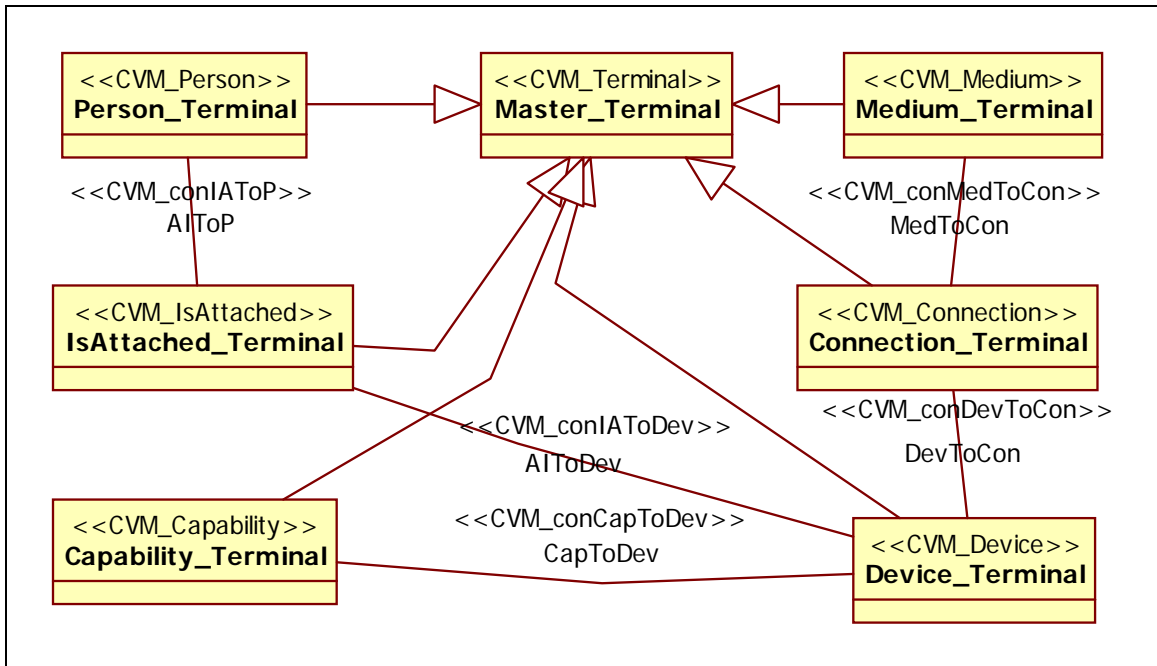 <<CVM_Person>>
Person_Terminal
<<CVM_Terminal>>
Master_Terminal
<<CVM_Medium>>
Medium_Terminal
<<CVM_conIAToP>>
AIToP
<<CVM_conMedToCon>>
MedToCon
<<CVM_IsAttached>>
IsAttached_Terminal
<<CVM_Connection>>
Connection_Terminal
<<CVM_conIAToDev>>
AIToDev
<<CVM_conDevToCon>>
DevToCon
<<CVM_Capability>>
Capability_Terminal
<<CVM_conCapToDev>>
CapToDev
<<CVM_Device>>
Device_Terminal